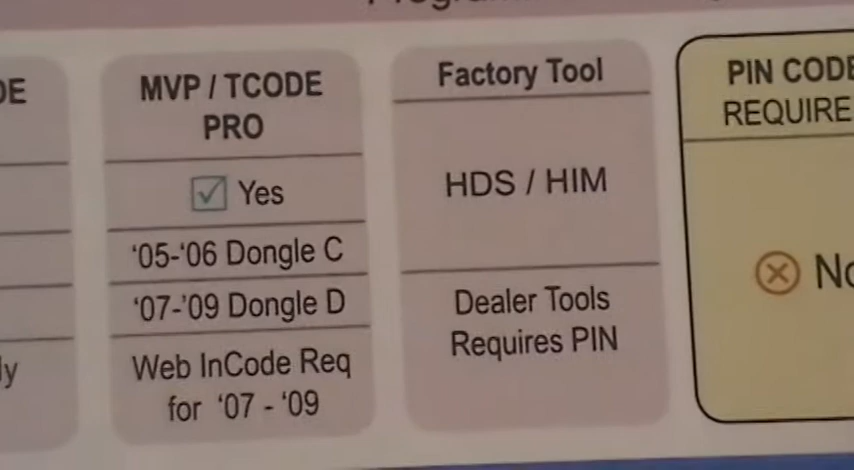 MVP / TCODE
PRO
Yes
'05-'06 Dongle C
'07-'09 Dongle D
Web InCode Req
for '07 - '09
Factory Tool
HDS / HIM
Dealer Tools
Requires PIN
PIN CODE
REQUIRE